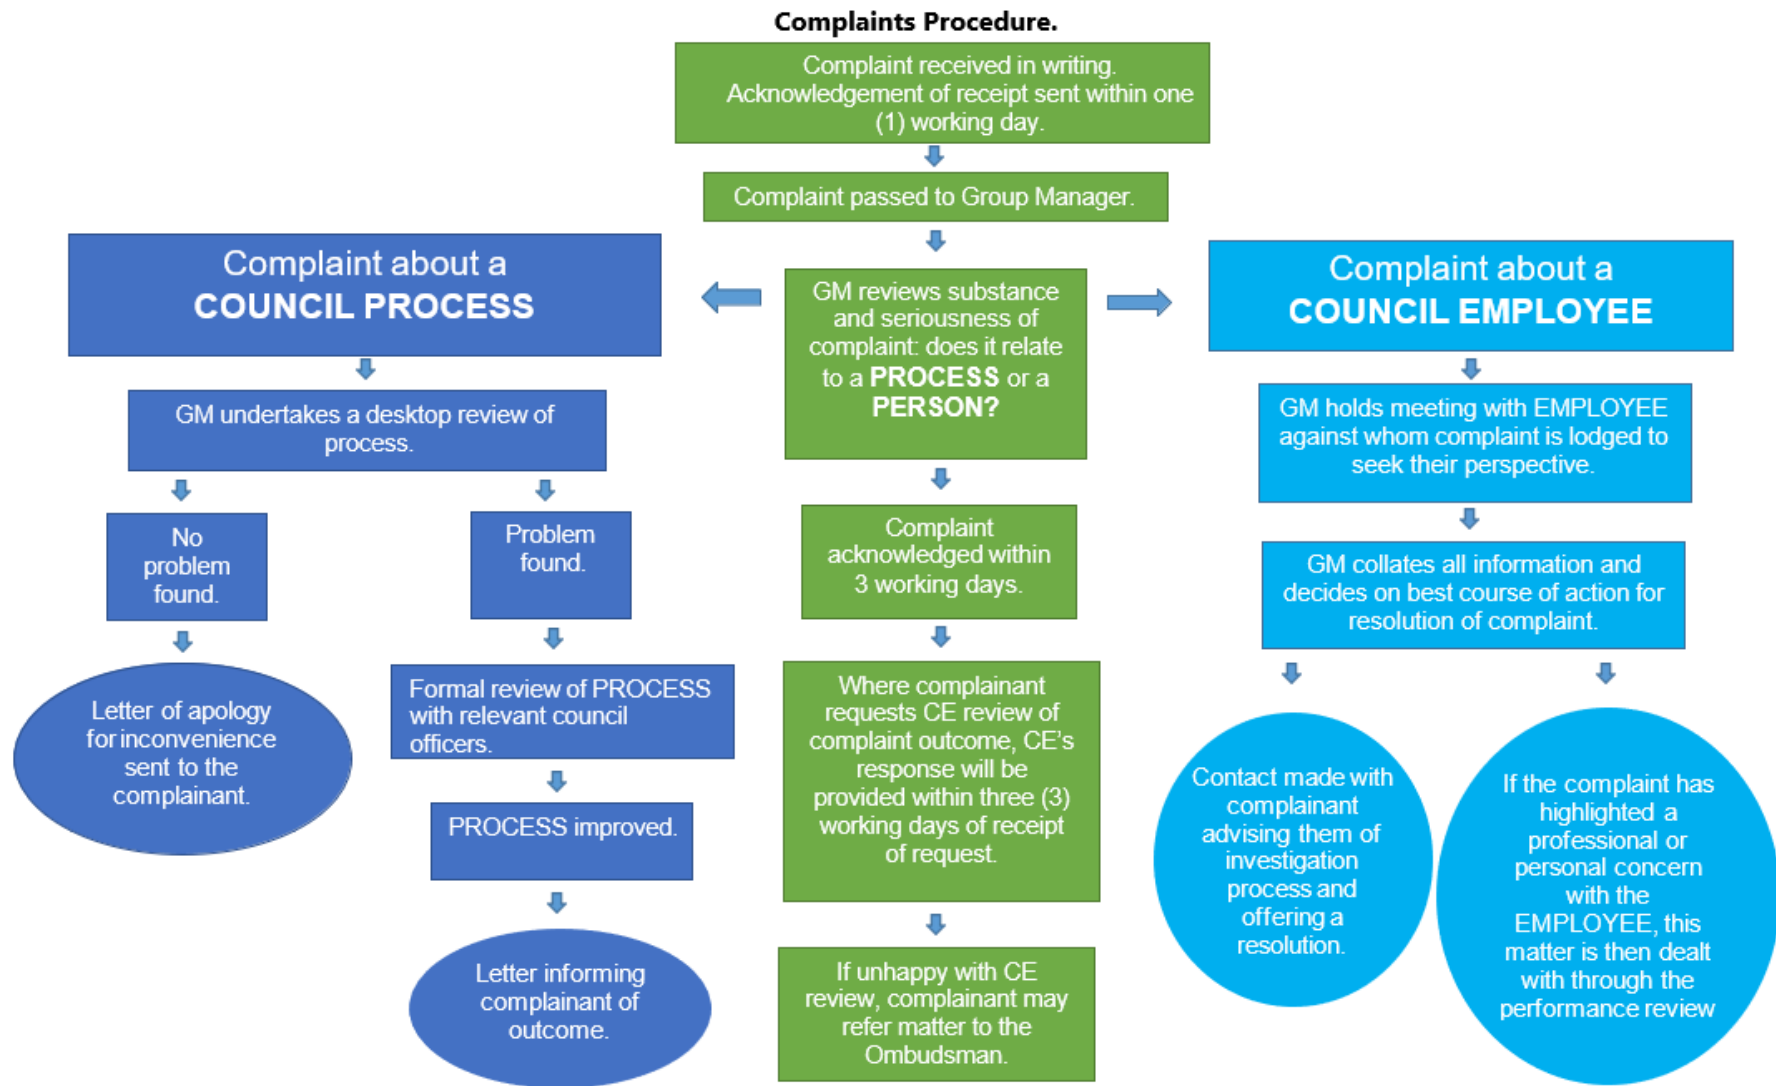 Complaints Procedure.
Complaint received in writing.
Acknowledgement of receipt sent within one
(1) working day.
Complaint passed to Group Manager.
GM reviews substance
and seriousness of
complaint: does it relate
to a PROCESS or a
PERSON?
Complaint about a
COUNCIL PROCESS
GM undertakes a desktop review of
process.
No
problem
found.
Letter of apology
for inconvenience
sent to the
complainant.
Problem
found.
Formal review of PROCESS
with relevant council
officers.
PROCESS improved.
Letter informing
complainant of
outcome.
Complaint
acknowledged within
3 working days.
Where complainant
requests CE review of
complaint outcome, CE’s
response will be
provided within three (3)
working days of receipt
of request.
If unhappy with CE
review, complainant may
refer matter to the
Ombudsman.
Complaint about a
COUNCIL EMPLOYEE
GM holds meeting with EMPLOYEE
against whom complaint is lodged to
seek their perspective.
GM collates all information and
decides on best course of action for
resolution of complaint.
Contact made with
complainant
advising them of
investigation
process and
offering a
resolution.
If the complaint has
highlighted a
professional or
personal concern
with the
EMPLOYEE, this
matter is then dealt
with through the
performance review